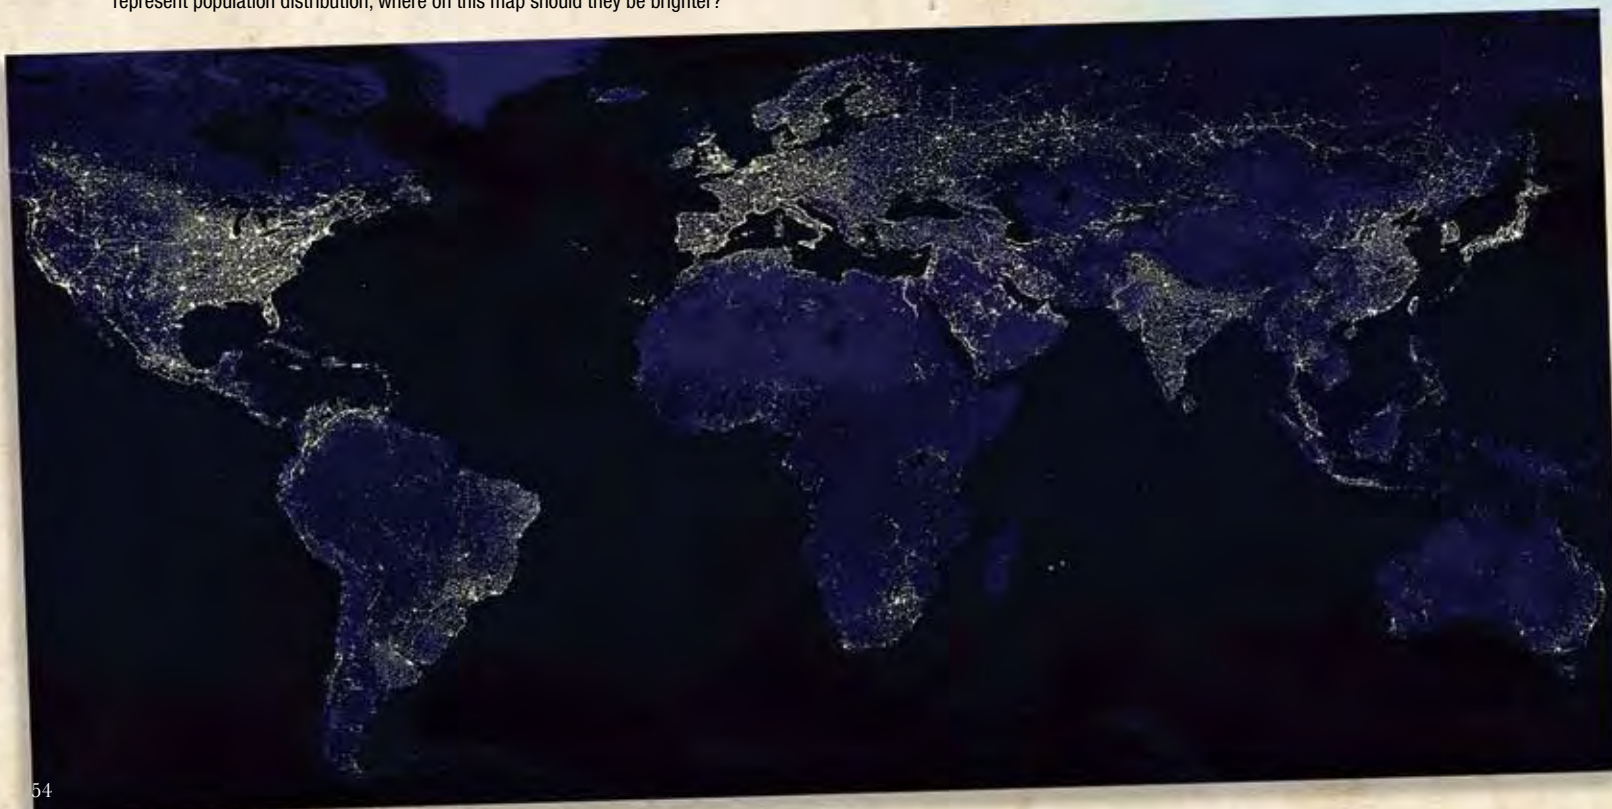 represent population distribution, where on this map should they be brighter?
54